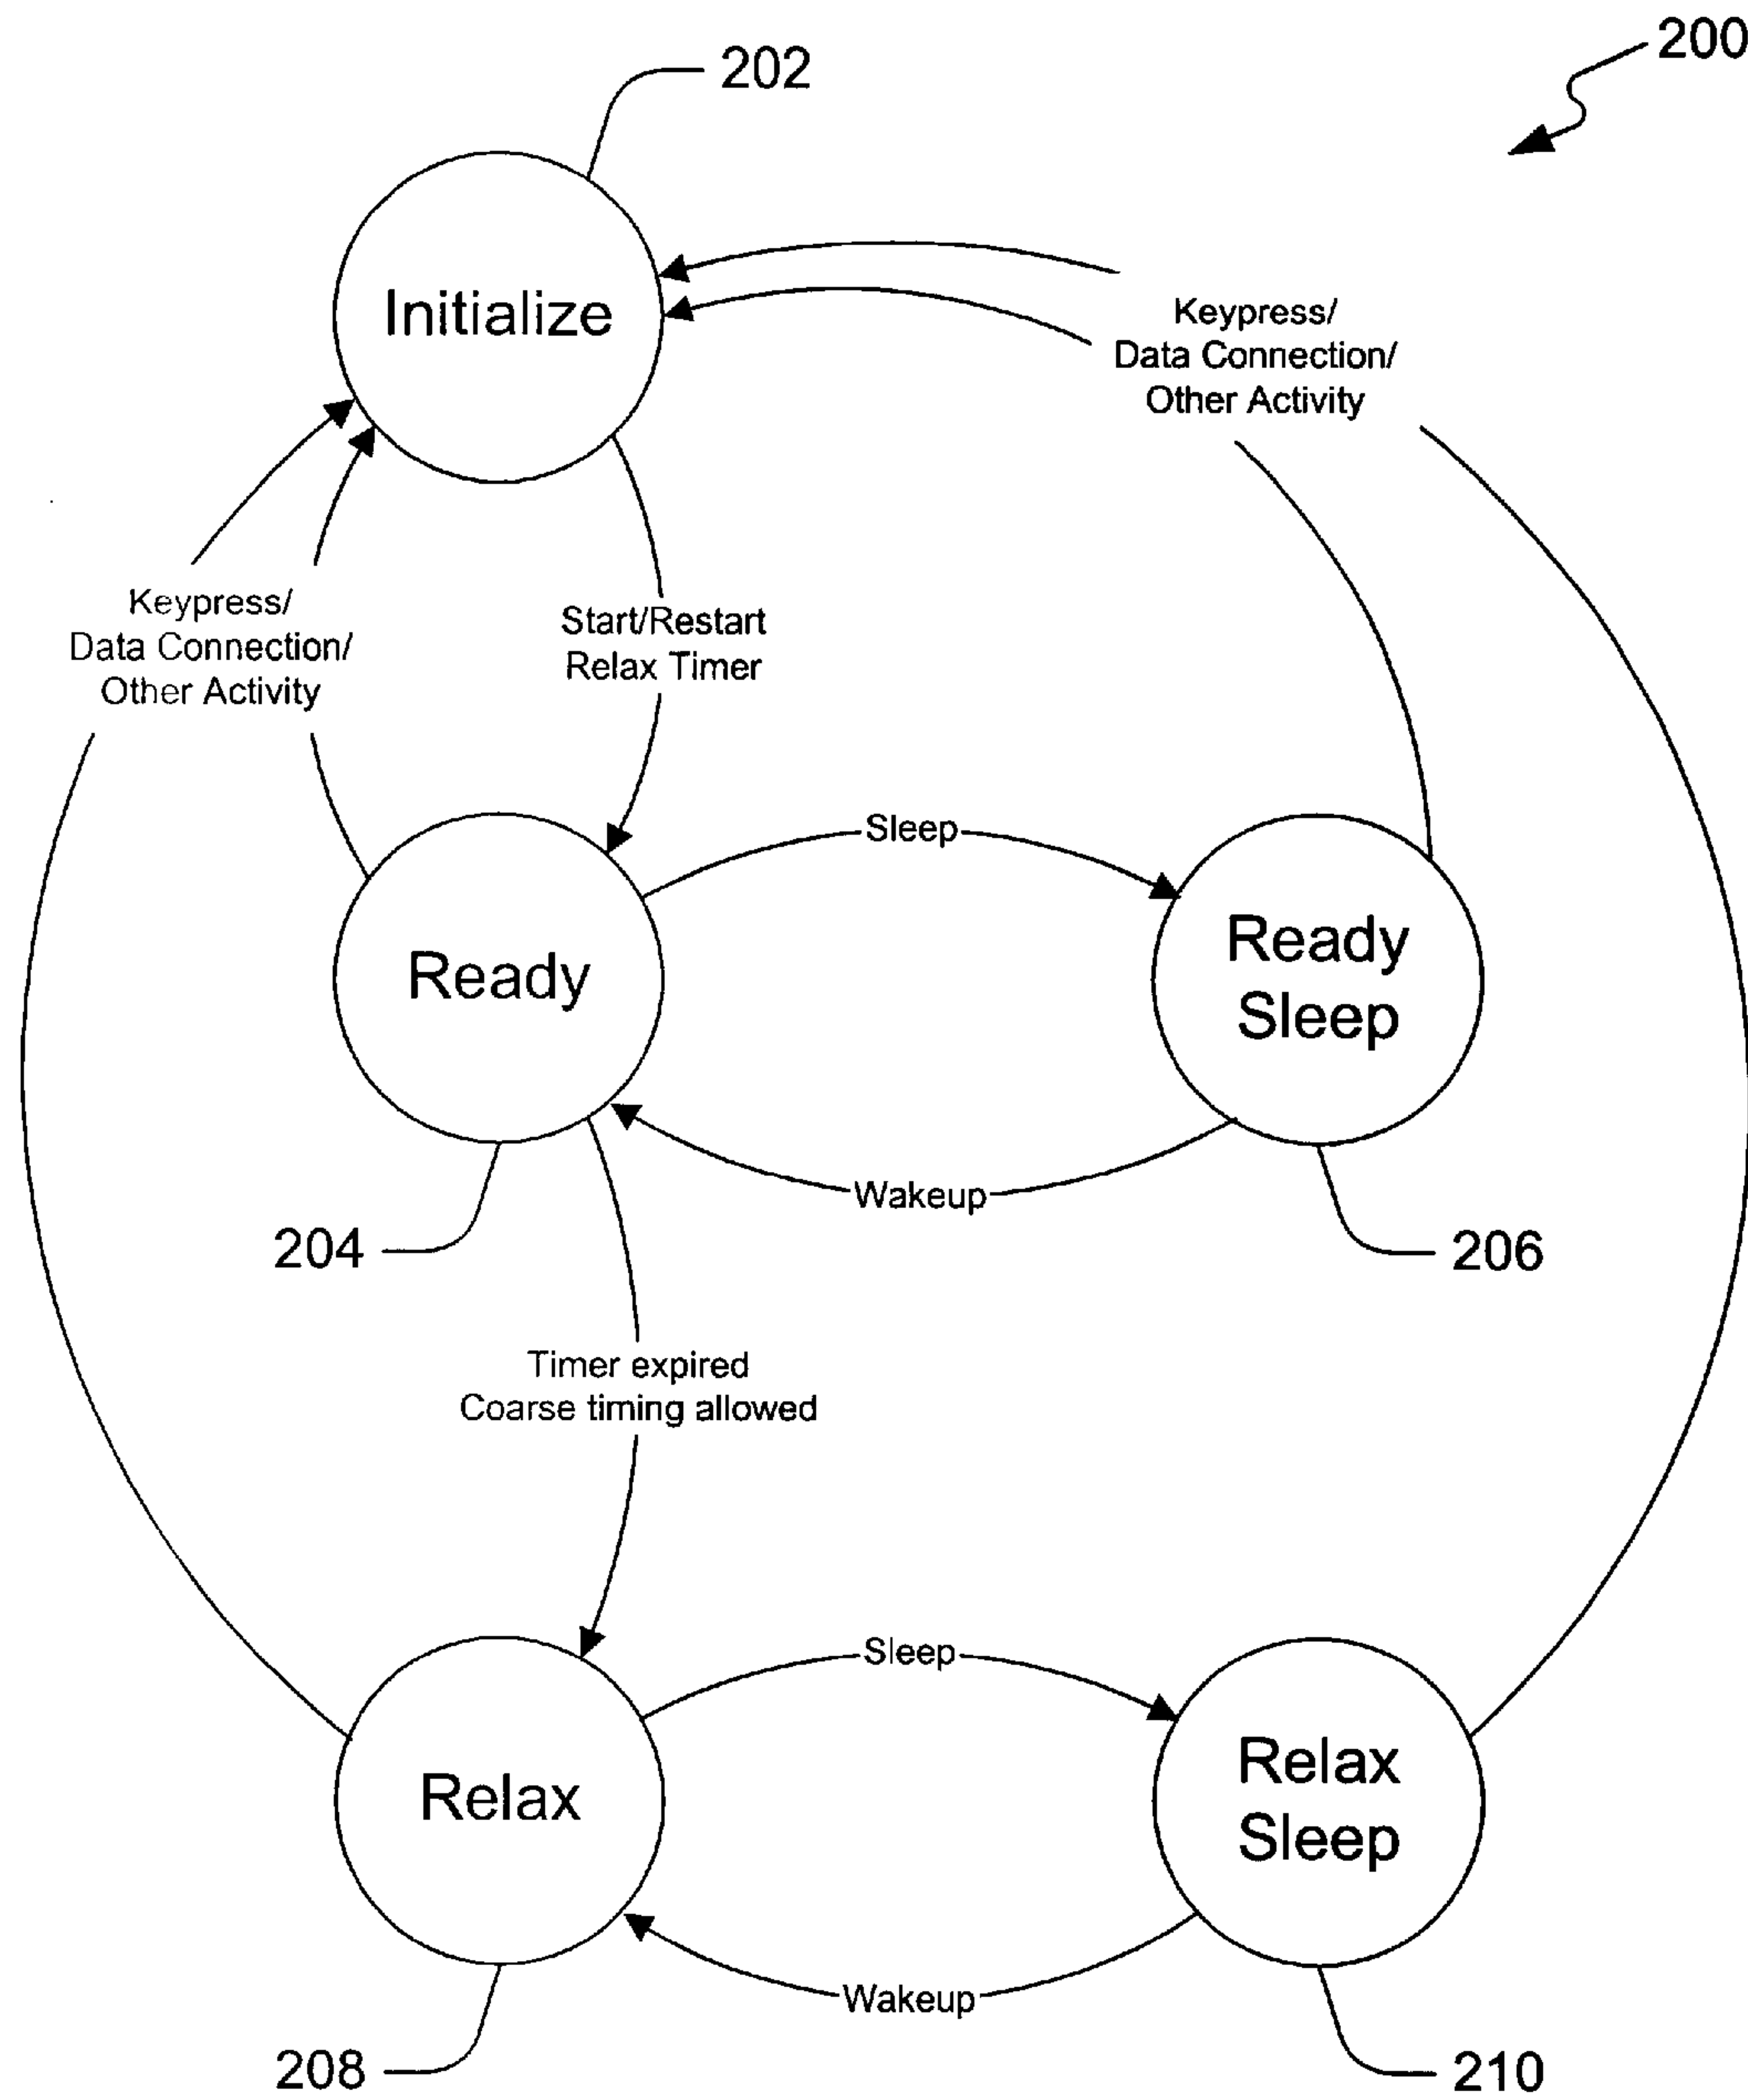 200
202
Initialize
Keypress/
Data Connection/
Other Activity
Keypress/
Data Connection/
Other Activity
Start/Restart
Relax Timer
Sleep
Ready
Ready
Sleep
Wakeup
204
206
Timer expired
Coarse timing allowed
Sleep
Relax
Relax
Sleep
Wakeup
208
210